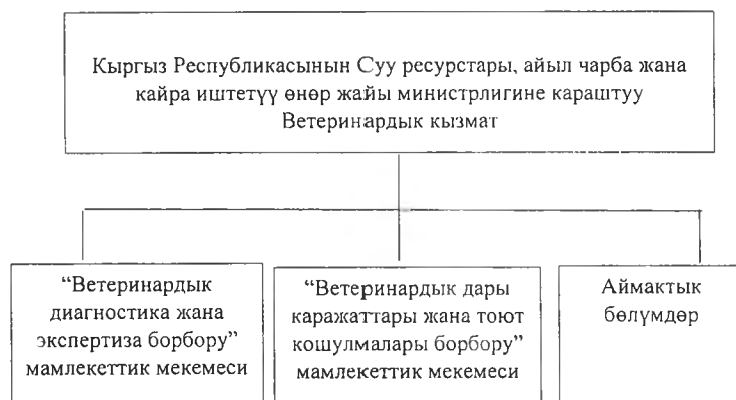 Кыргыз Республикасынын Суу ресурстары, айыл чарба жана
кайра иштетүү өнөр жайы министрлигине караштуу
Ветеринардык кызмат
“Ветеринардык
диагностика жана
экспертиза борбору”
мамлекеттик мекемеси
“Ветеринардык дары
каражаттары жана тоют
кошулмалары борбору”
мамлекеттик мекемеси
Аймактык
бөлүмдөр